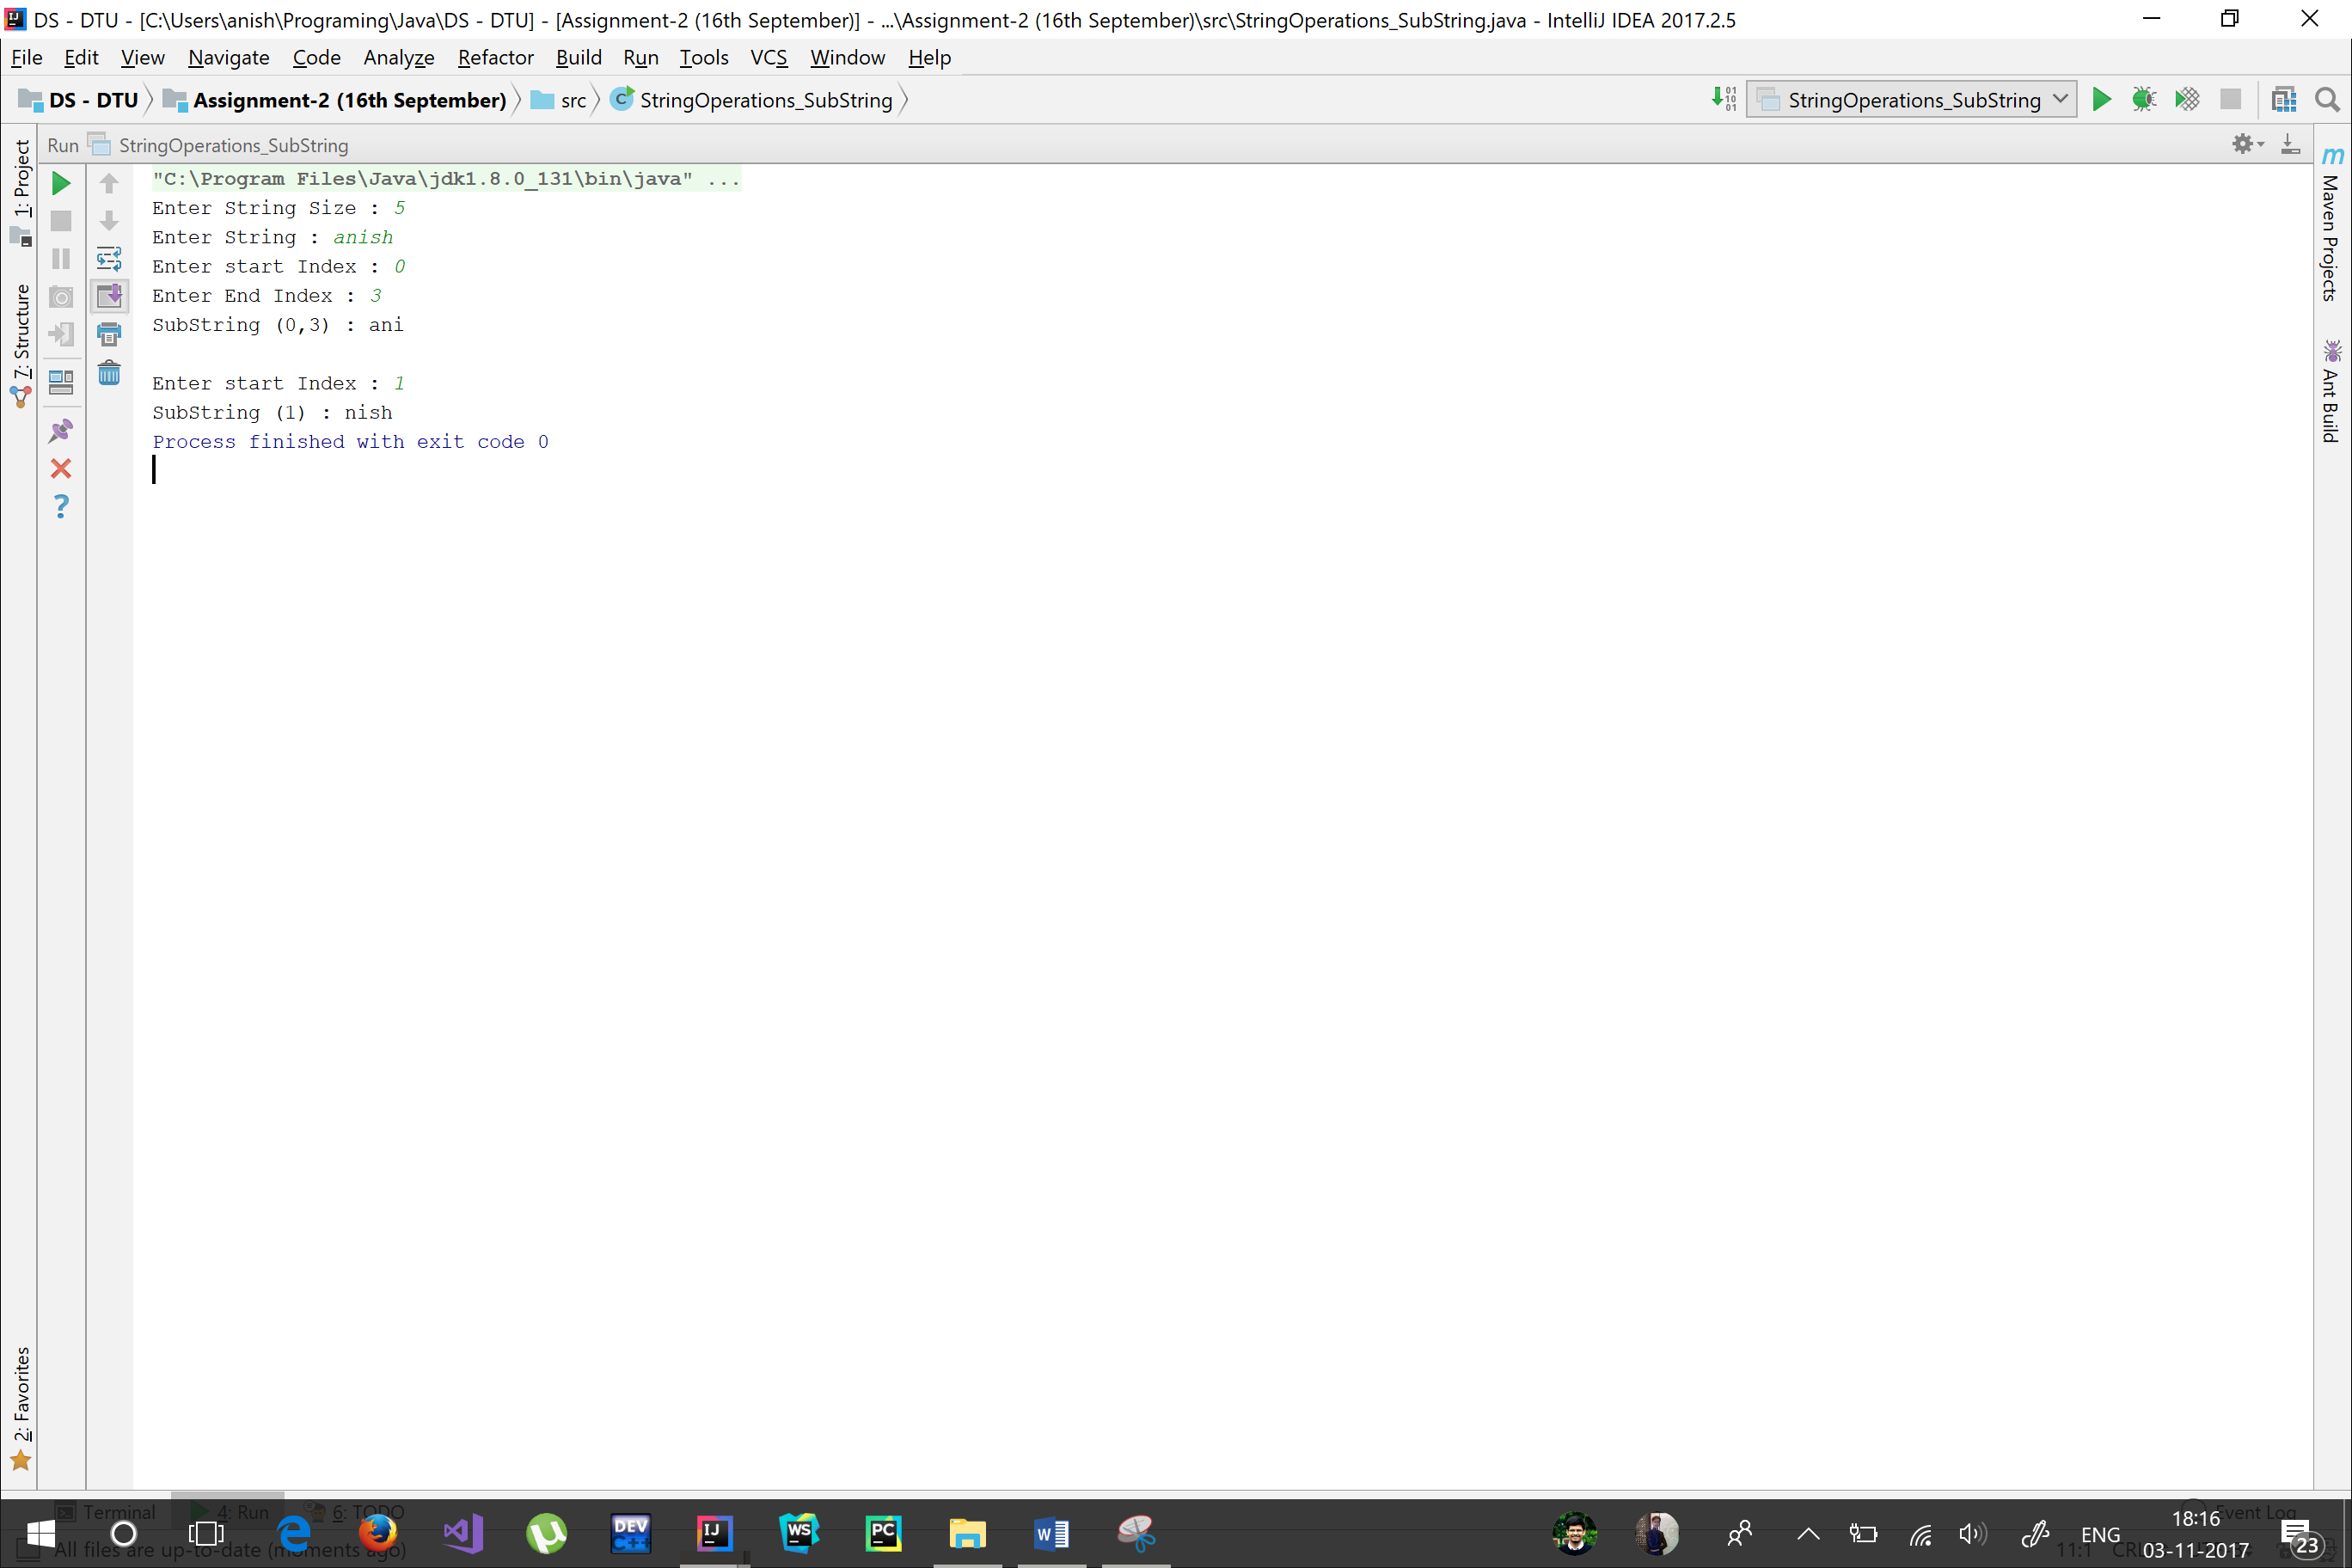 DS - DTU - [C:\Users\anish\Programing\Java\DS - DTU] - [Assignment-2 (16th September)] - ...\Assignment-2 (16th September)\src\StringOperations_SubString.java - IntelliJ IDEA 2017.2.5
File Edit View Navigate Code Analyze Refactor Build Run Tools VCS Window Help
DS - DTU Assignment-2 (16th September) src StringOperations_SubString StringOperations_SubString
Run StringOperations_SubString
1: Project
7: Structure
2: Favorites
"C:\Program Files\Java\jdk1.8.0_131\bin\java" ...
Enter String Size : 5
Enter String : anish
Enter start Index : 0
Enter End Index : 3
SubString (0,3) : ani
Enter start Index : 1
SubString (1) : nish
Process finished with exit code 0
Maven Projects
Ant Build
Terminal 4: Run 6: TODO Event Log
All files are up-to-date (moments ago) 11:1
DEV C++ IJ WS PC
ENG
18:16
03-11-2017
23